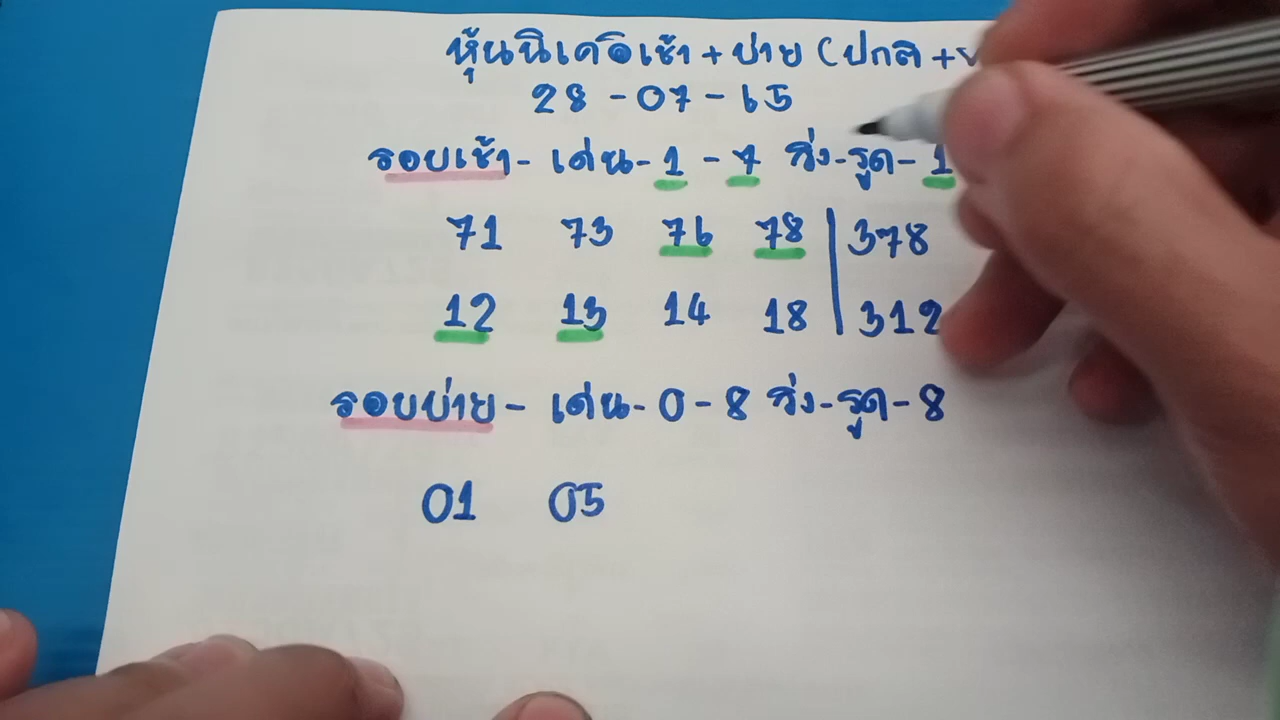 หุ้นนิเคอิเช้า + บ่าย (ปกติ +
28 - 07 - 65
รอบเช้า - เด่น - 1 - 7 วิ่ง - รูด - 1
71 73 76 78 | 378
12 13 14 18 | 312
รอบบ่าย - เด่น - 0 - 8 วิ่ง - รูด - 8
01 05